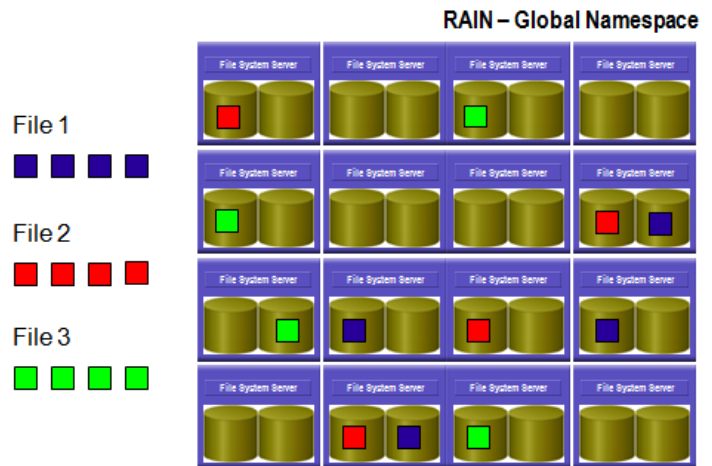 RAIN – Global Namespace
File System Server File System Server File System Server File System Server
File 1
File System Server File System Server File System Server File System Server
File 2
File System Server File System Server File System Server File System Server
File 3
File System Server File System Server File System Server File System Server